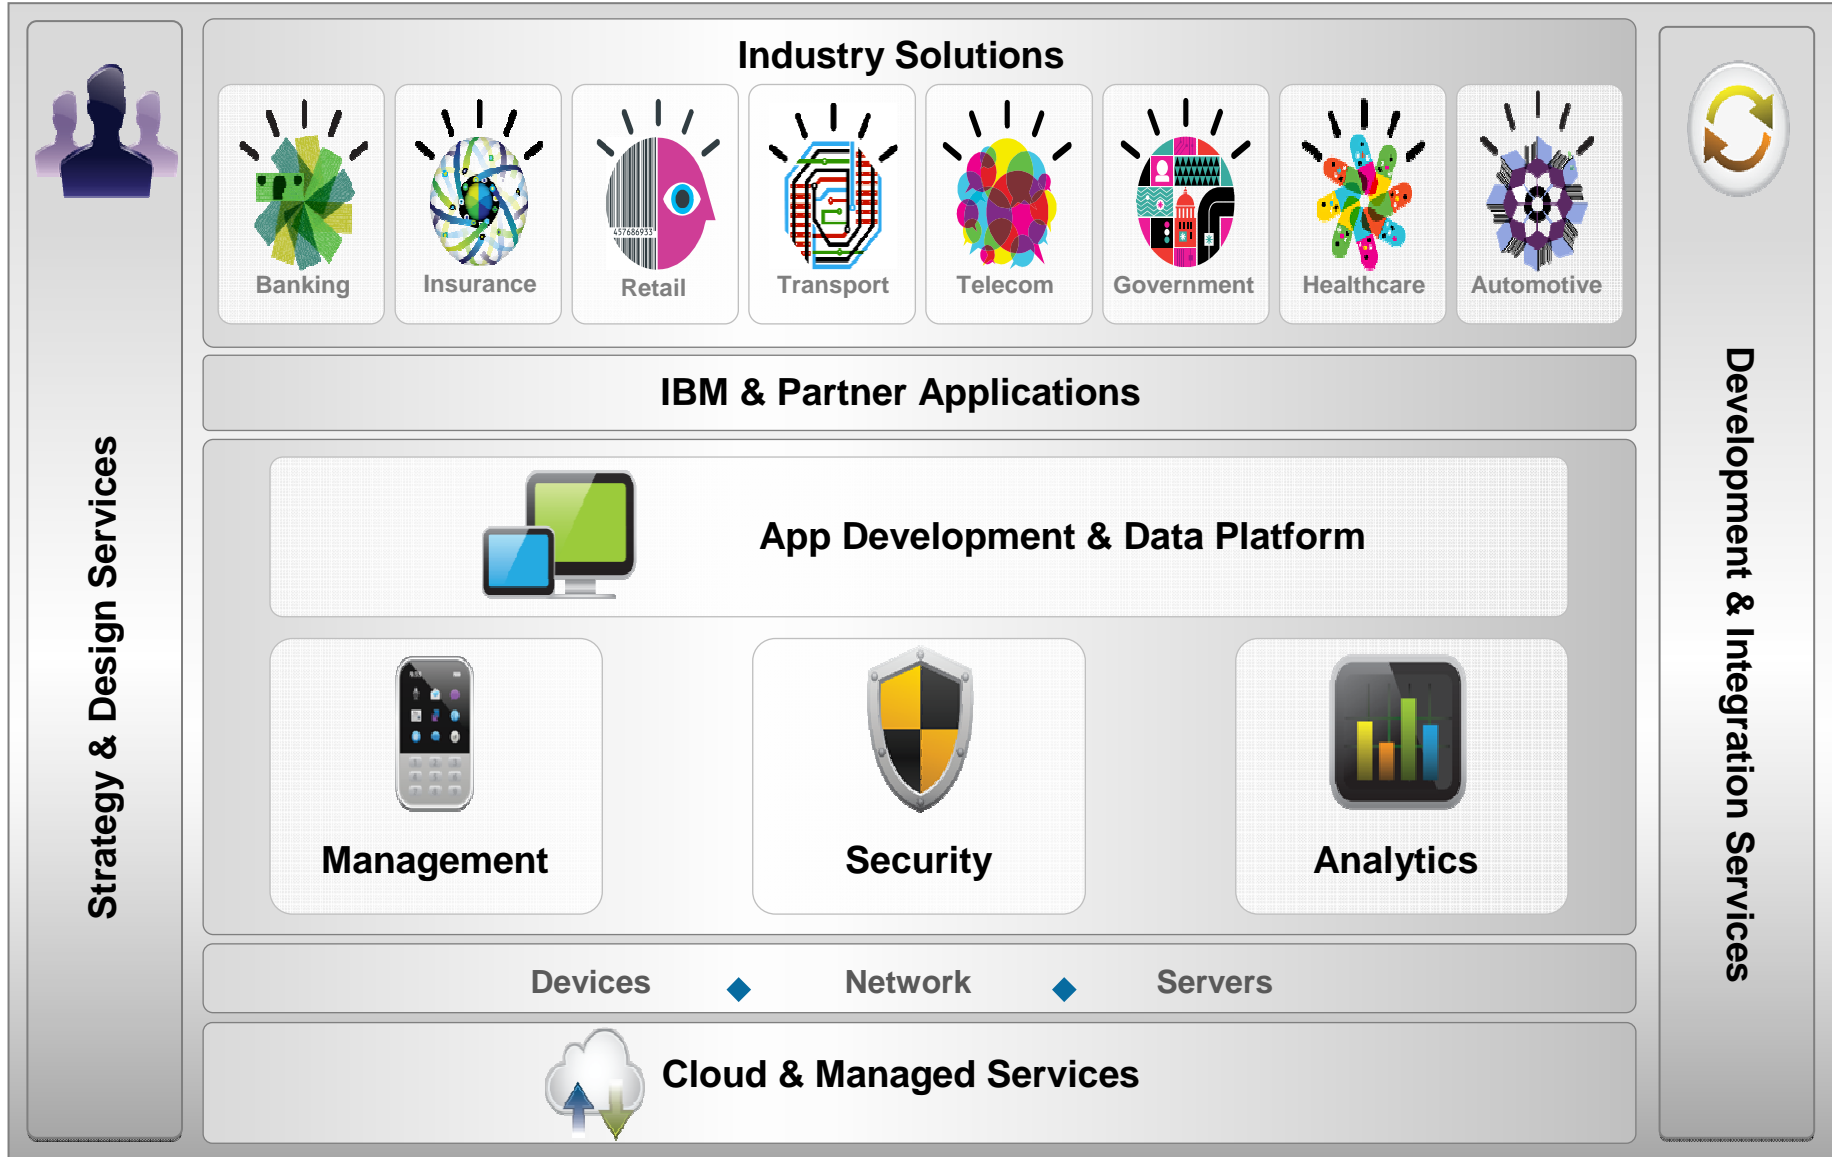 Industry Solutions
457686933
Banking
Insurance
Retail
Transport
Telecom
Government
Healthcare
Automotive
IBM & Partner Applications
App Development & Data Platform
Management
Security
Analytics
Devices
Network
Servers
Cloud & Managed Services
Strategy & Design Services
Development & Integration Services